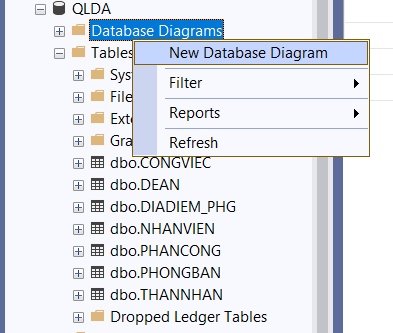 QLDA
Database Diagrams
New Database Diagram
Tables
Filter
Sys
File
Reports
Exte
Gra
Refresh
dbo.CONGVIEC
dbo.DEAN
dbo.DIADIEM_PHG
dbo.NHANVIEN
dbo.PHANCONG
dbo.PHONGBAN
dbo.THANNHAN
Dropped Ledger Tables